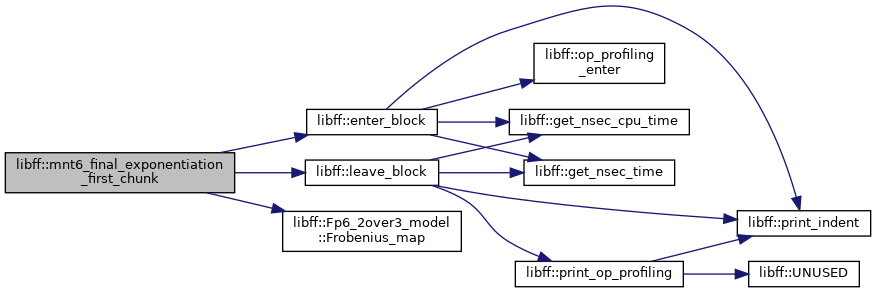 libff::mnt6_final_exponentiation
_first_chunk
libff::enter_block
libff::leave_block
libff::Fp6_2over3_model
::Frobenius_map
libff::op_profiling
_enter
libff::get_nsec_cpu_time
libff::get_nsec_time
libff::print_op_profiling
libff::print_indent
libff::UNUSED